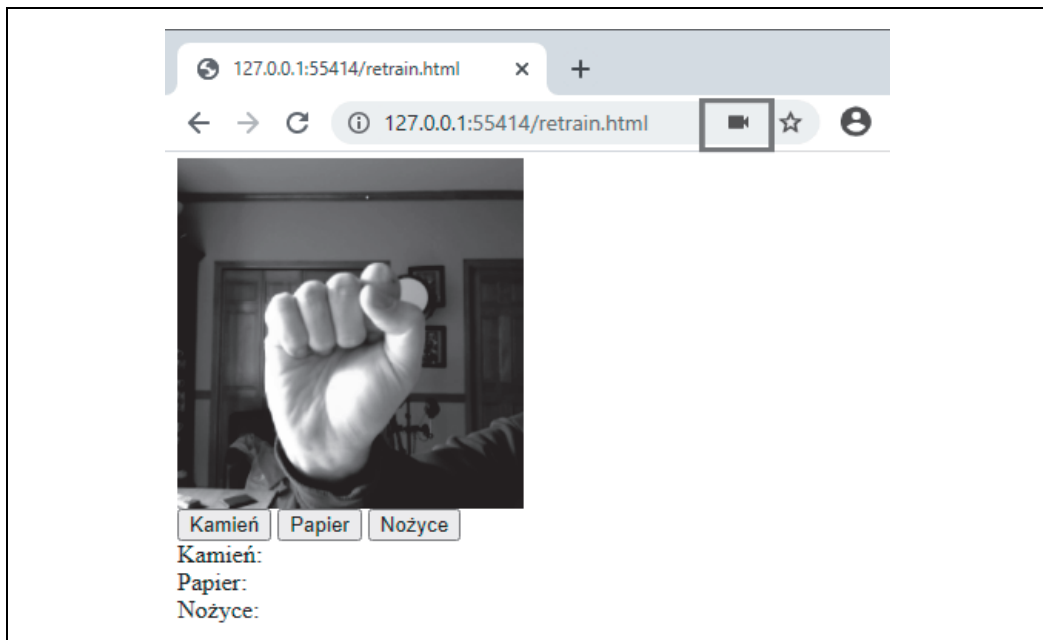 127.0.0.1:55414/retrain.html
127.0.0.1:55414/retrain.html
Kamień Papier Nożyce
Kamień:
Papier:
Nożyce: